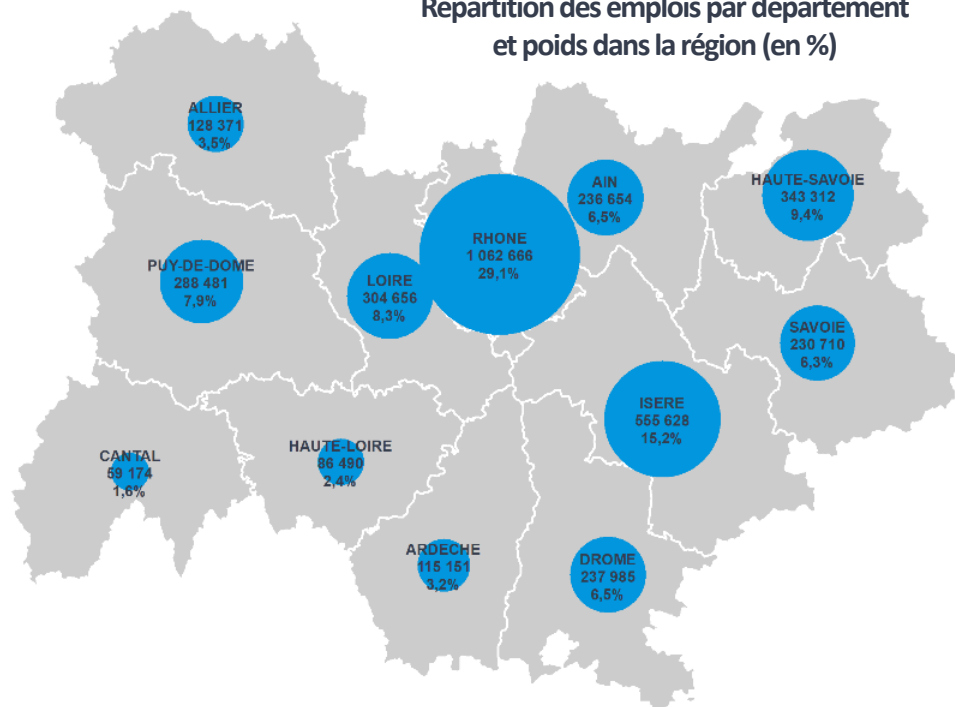 Répartition des emplois par département
et poids dans la région (en %)
ALLIER
128 371
3,5%
AIN
236 654
6,5%
HAUTE-SAVOIE
343 312
9,4%
RHONE
1 062 666
29,1%
PUY-DE-DOME
288 481
7,9%
LOIRE
304 656
8,3%
SAVOIE
230 710
6,3%
ISERE
555 628
15,2%
HAUTE-LOIRE
86 490
2,4%
CANTAL
59 174
1,6%
ARDECHE
115 151
3,2%
DROME
237 985
6,5%